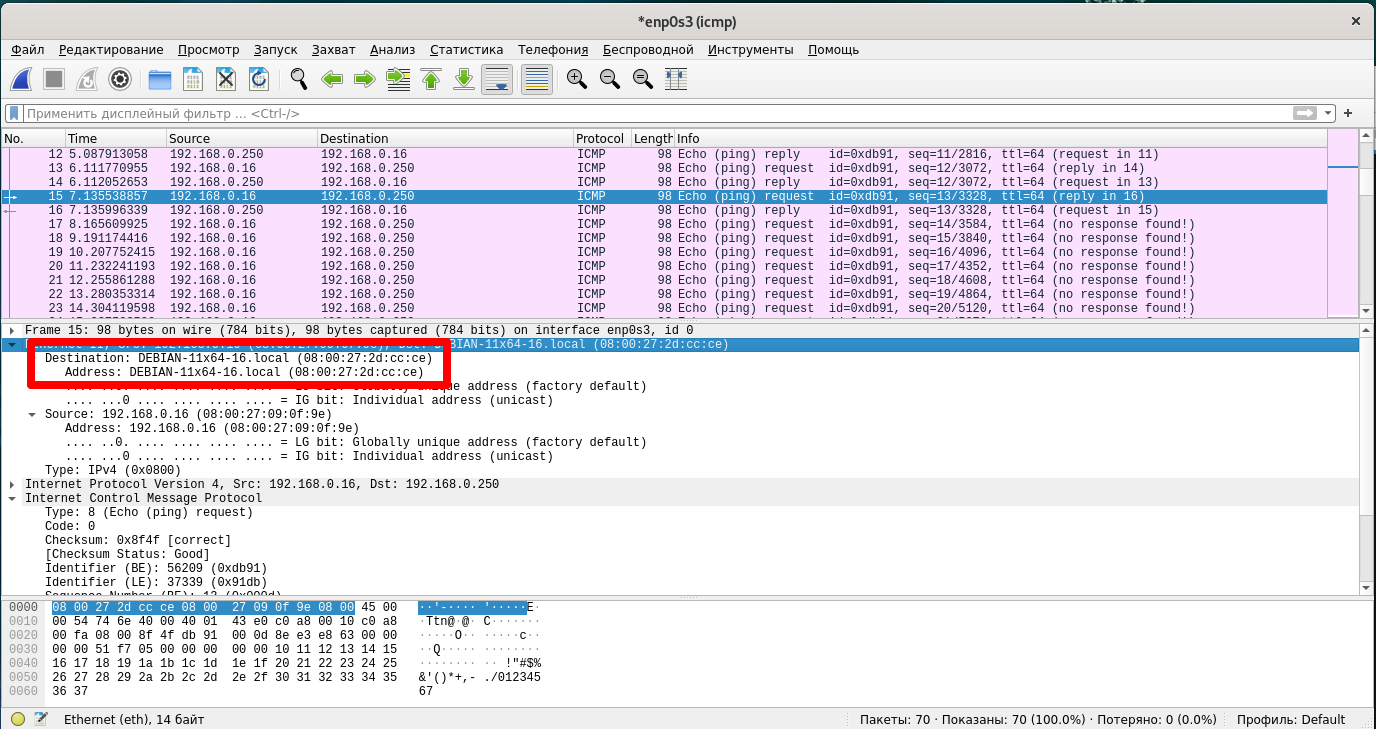 *enp0s3 (icmp)
Файл Редактирование Просмотр Запуск Захват Анализ Статистика Телефония Беспроводной Инструменты Помощь
Применить дисплейный фильтр … <Ctrl-/>
No. Time Source Destination Protocol Length Info
12 5.087913058 192.168.0.250 192.168.0.16 ICMP 98 Echo (ping) reply id=0xdb91, seq=11/2816, ttl=64 (request in 11)
13 6.111770955 192.168.0.16 192.168.0.250 ICMP 98 Echo (ping) request id=0xdb91, seq=12/3072, ttl=64 (reply in 14)
14 6.112052653 192.168.0.250 192.168.0.16 ICMP 98 Echo (ping) reply id=0xdb91, seq=12/3072, ttl=64 (request in 13)
15 7.135538857 192.168.0.16 192.168.0.250 ICMP 98 Echo (ping) request id=0xdb91, seq=13/3328, ttl=64 (reply in 16)
16 7.135996339 192.168.0.250 192.168.0.16 ICMP 98 Echo (ping) reply id=0xdb91, seq=13/3328, ttl=64 (request in 15)
17 8.165609925 192.168.0.16 192.168.0.250 ICMP 98 Echo (ping) request id=0xdb91, seq=14/3584, ttl=64 (no response found!)
18 9.191174416 192.168.0.16 192.168.0.250 ICMP 98 Echo (ping) request id=0xdb91, seq=15/3840, ttl=64 (no response found!)
19 10.207752415 192.168.0.16 192.168.0.250 ICMP 98 Echo (ping) request id=0xdb91, seq=16/4096, ttl=64 (no response found!)
20 11.232241193 192.168.0.16 192.168.0.250 ICMP 98 Echo (ping) request id=0xdb91, seq=17/4352, ttl=64 (no response found!)
21 12.255861288 192.168.0.16 192.168.0.250 ICMP 98 Echo (ping) request id=0xdb91, seq=18/4608, ttl=64 (no response found!)
22 13.280353314 192.168.0.16 192.168.0.250 ICMP 98 Echo (ping) request id=0xdb91, seq=19/4864, ttl=64 (no response found!)
23 14.304119598 192.168.0.16 192.168.0.250 ICMP 98 Echo (ping) request id=0xdb91, seq=20/5120, ttl=64 (no response found!)
Frame 15: 98 bytes on wire (784 bits), 98 bytes captured (784 bits) on interface enp0s3, id 0
BIAN-11x64-16.local (08:00:27:2d:cc:ce)
Destination: DEBIAN-11x64-16.local (08:00:27:2d:cc:ce)
Address: DEBIAN-11x64-16.local (08:00:27:2d:cc:ce)
unique address (factory default)
.... ...0 .... .... .... .... = IG bit: Individual address (unicast)
Source: 192.168.0.16 (08:00:27:09:0f:9e)
Address: 192.168.0.16 (08:00:27:09:0f:9e)
.... ..0. .... .... .... .... = LG bit: Globally unique address (factory default)
.... ...0 .... .... .... .... = IG bit: Individual address (unicast)
Type: IPv4 (0x0800)
Internet Protocol Version 4, Src: 192.168.0.16, Dst: 192.168.0.250
Internet Control Message Protocol
Type: 8 (Echo (ping) request)
Code: 0
Checksum: 0x8f4f [correct]
[Checksum Status: Good]
Identifier (BE): 56209 (0xdb91)
Identifier (LE): 37339 (0x91db)
Sequence Number (BE): 13 (0x000d)
0000 08 00 27 2d cc ce 08 00 27 09 0f 9e 08 00 45 00 ··'-···· '·····E·
0010 00 54 74 6e 40 00 40 01 43 e0 c0 a8 00 10 c0 a8 ·Ttn@·@· C·······
0020 00 fa 08 00 8f 4f db 91 00 0d 8e e3 e8 63 00 00 ·····O·· ·····c··
0030 00 00 51 f7 05 00 00 00 00 00 10 11 12 13 14 15 ··Q····· ········
0040 16 17 18 19 1a 1b 1c 1d 1e 1f 20 21 22 23 24 25 ········ ·· !"#$%
0050 26 27 28 29 2a 2b 2c 2d 2e 2f 30 31 32 33 34 35 &'()*+,- ./012345
0060 36 37 67
Ethernet (eth), 14 байт Пакеты: 70 · Показаны: 70 (100.0%) · Потеряно: 0 (0.0%) Профиль: Default